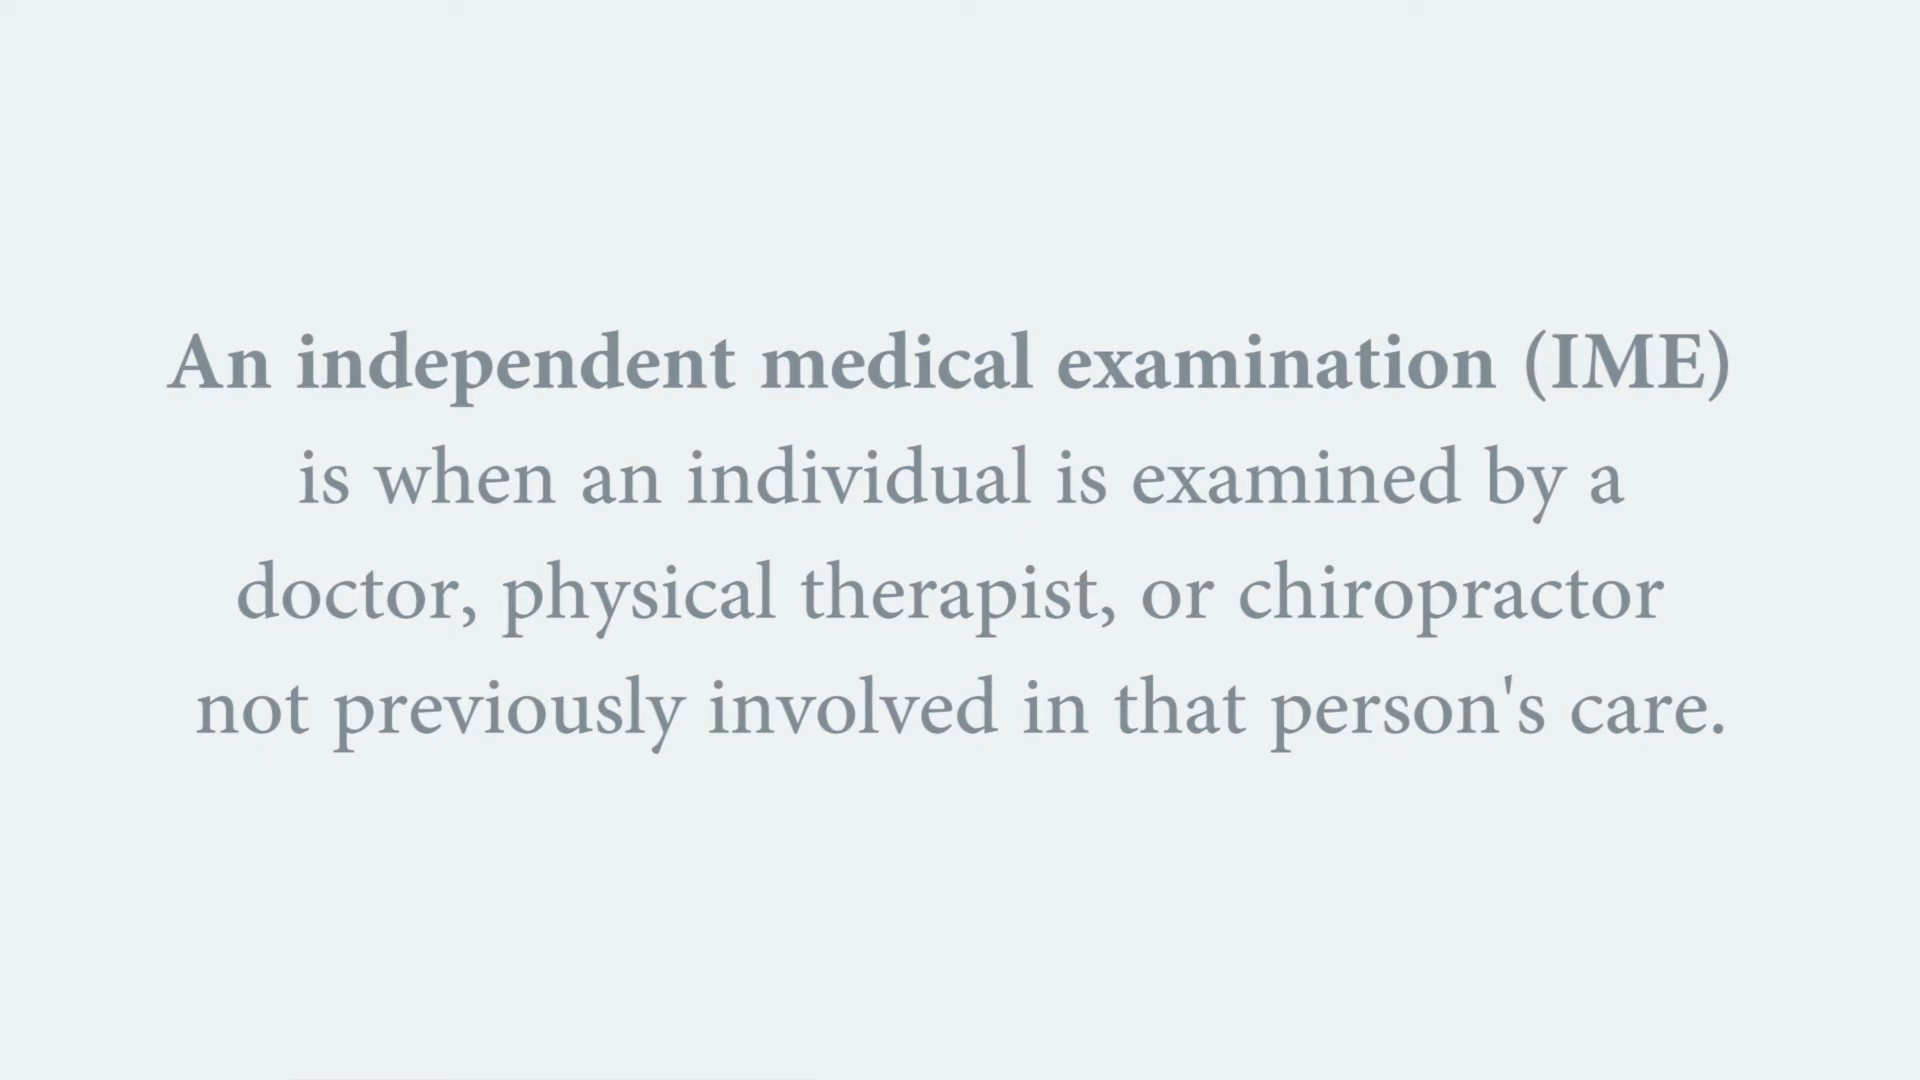 An independent medical examination (IME)
is when an individual is examined by a
doctor, physical therapist, or chiropractor
not previously involved in that person's care.